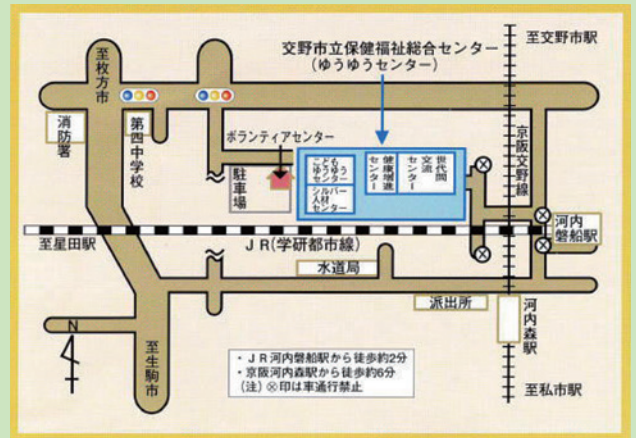 至交野市駅
交野市立保健福祉総合センター
(ゆうゆうセンター)
至枚方市
消防署
第四中学校
ボランティアセンター
駐車場
こども
ゆうゆう
センター
シルバー
人材
センター
健康増進
センター
世代間
交流
センター
京阪交野線
河内
磐船駅
至星田駅
JR(学研都市線)
水道局
派出所
河内森駅
N
至生駒市
・JR河内磐船駅から徒歩約2分
・京阪河内森駅から徒歩約6分
(注)⊗印は車通行禁止
至私市駅